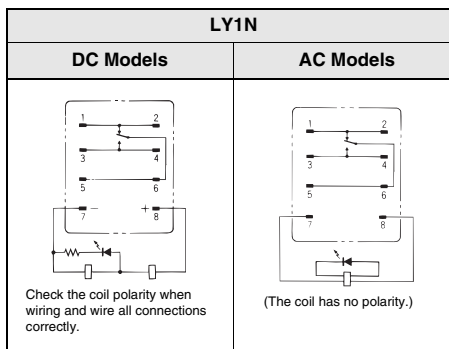 LY1N
DC Models
AC Models
1 2
3 4
5 6
7 − + 8
1 2
3 4
5 6
7 8
Check the coil polarity when
wiring and wire all connections
correctly.
(The coil has no polarity.)